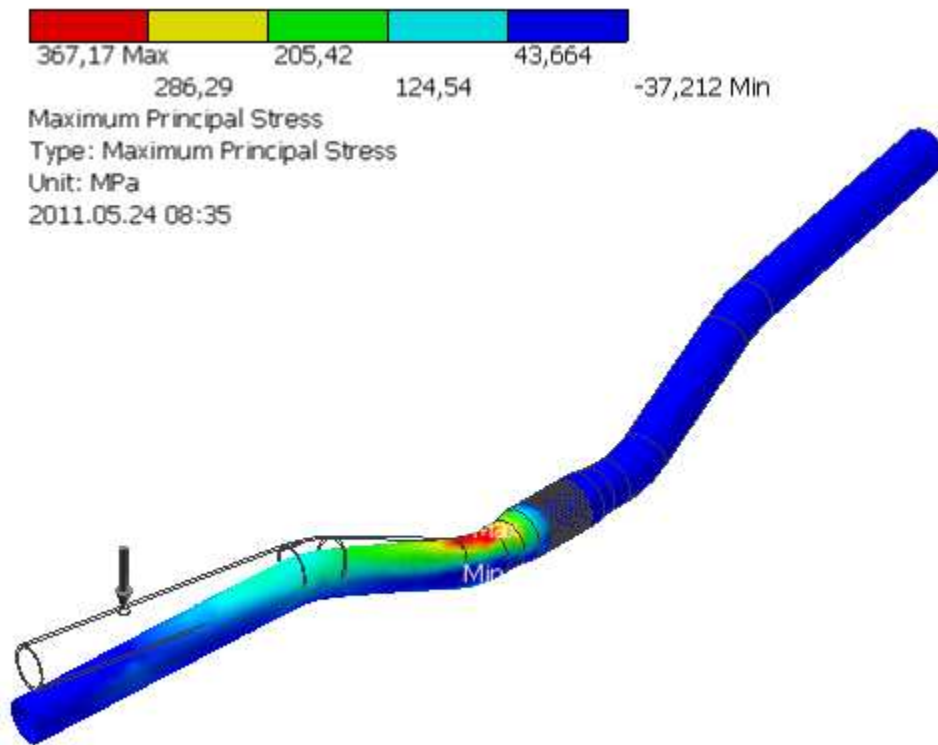 367,17 Max 205,42 43,664
286,29 124,54 -37,212 Min
Maximum Principal Stress
Type: Maximum Principal Stress
Unit: MPa
2011.05.24 08:35
Max
Min